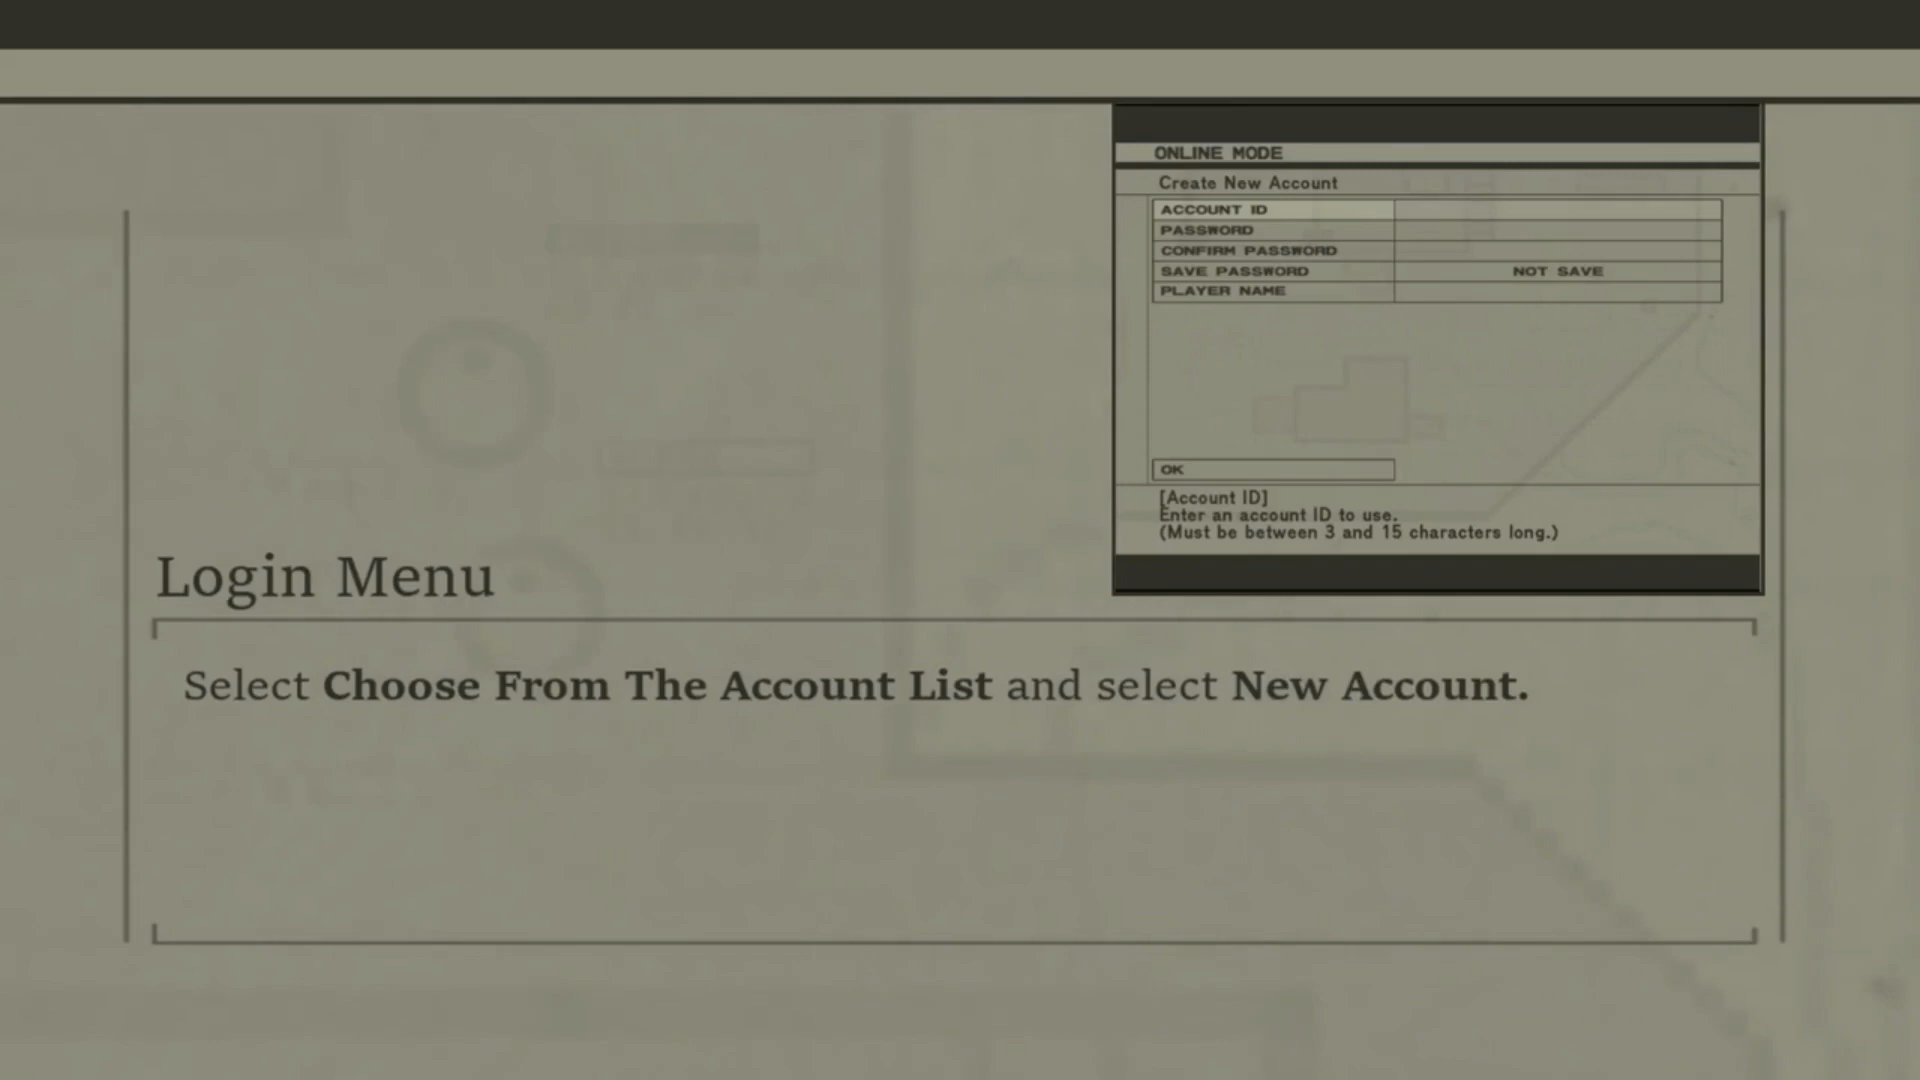 ONLINE MODE
Create New Account
ACCOUNT ID
PASSWORD
CONFIRM PASSWORD
SAVE PASSWORD NOT SAVE
PLAYER NAME
OK
[Account ID]
Enter an account ID to use.
(Must be between 3 and 15 characters long.)
Login Menu
Select Choose From The Account List and select New Account.